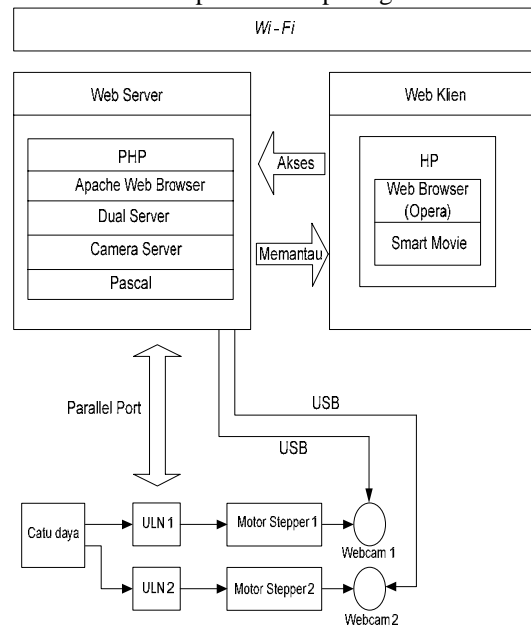 Wi-Fi
Web Server
PHP
Apache Web Browser
Dual Server
Camera Server
Pascal
Akses
Memantau
Web Klien
HP
Web Browser
(Opera)
Smart Movie
Parallel Port
USB
USB
Catu daya
ULN 1
Motor Stepper 1
Webcam 1
ULN 2
Motor Stepper 2
Webcam 2